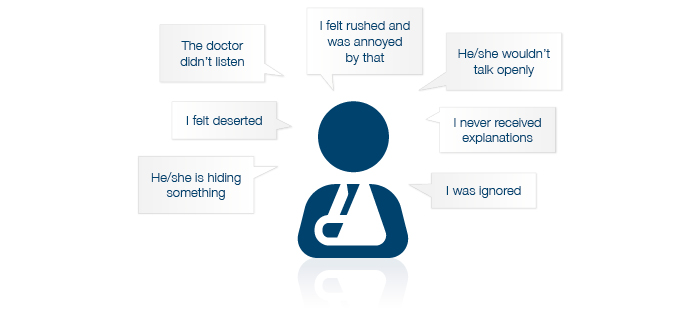 I felt rushed and
was annoyed
by that
The doctor
didn't listen
He/she wouldn't
talk openly
I felt deserted
I never received
explanations
He/she is hiding
something
I was ignored